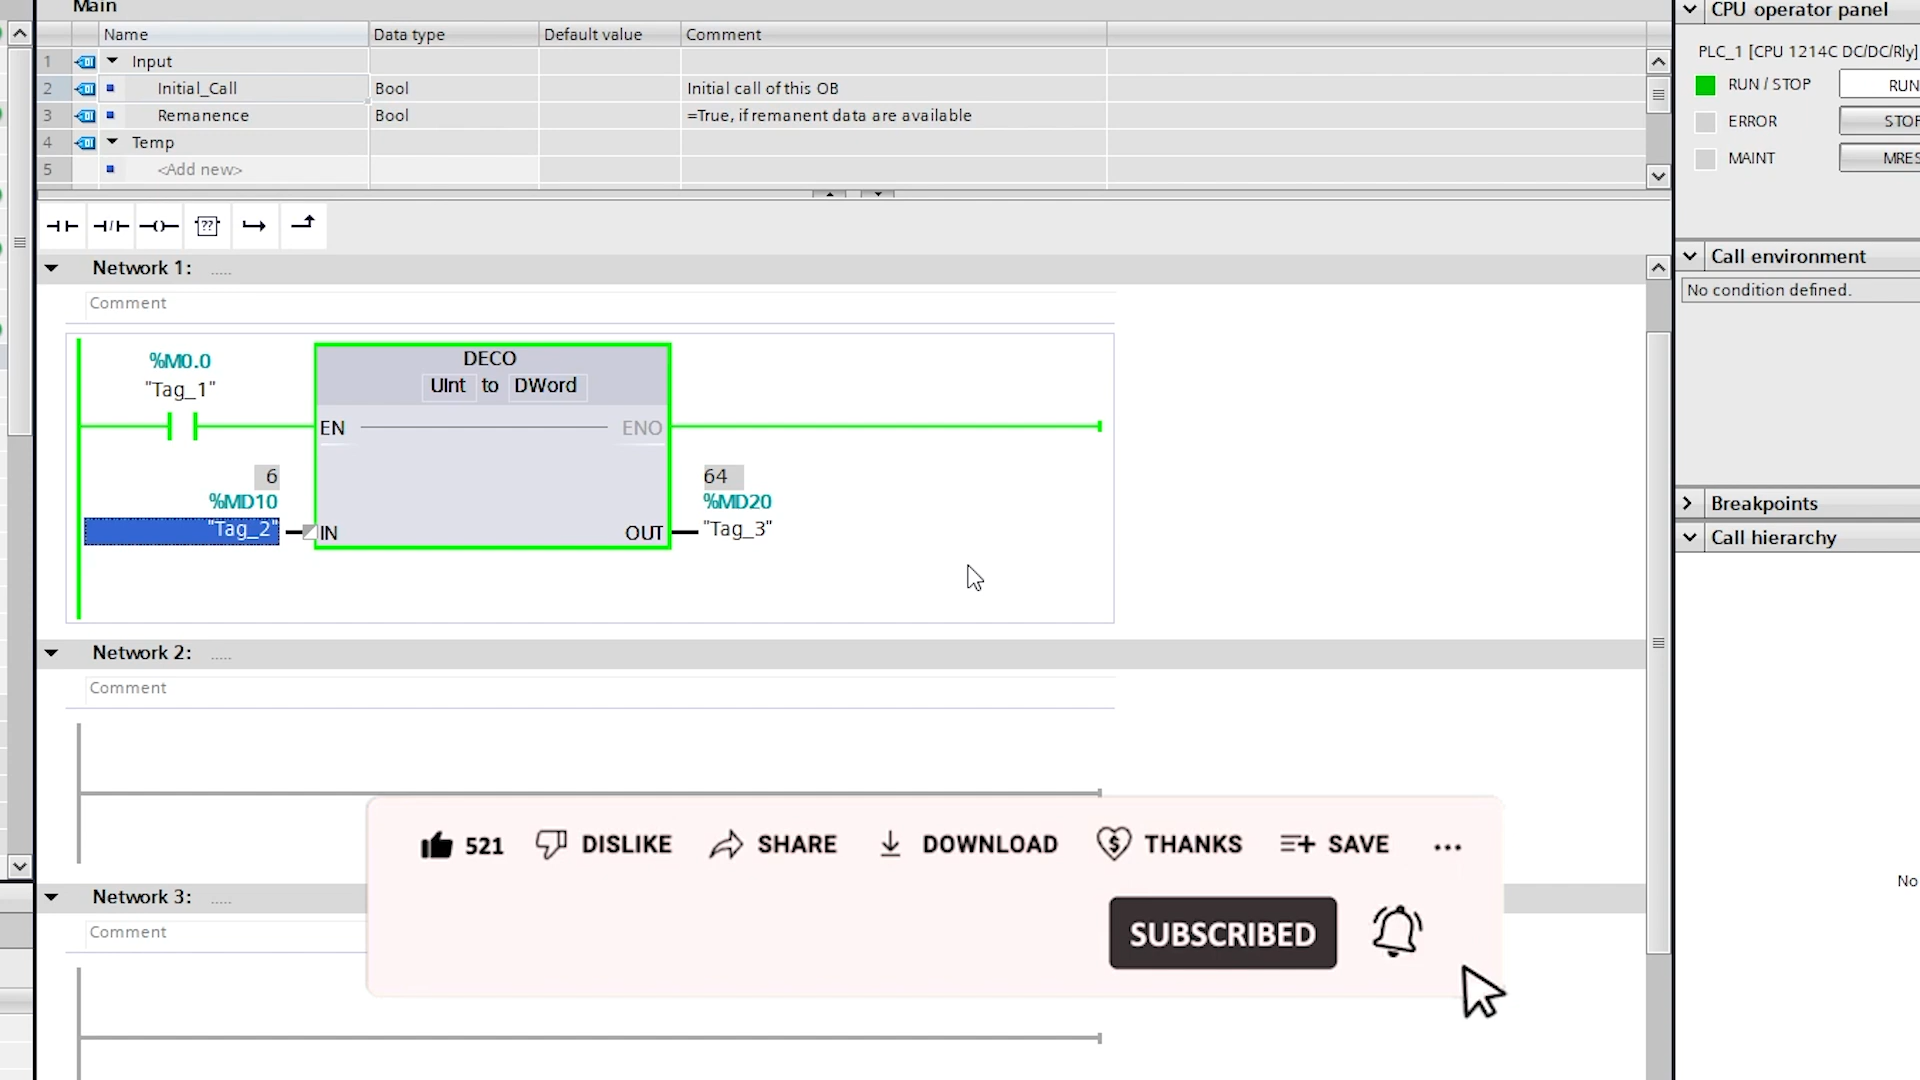 Main
Name Data type Default value Comment
1 Input
2 Initial_Call Bool Initial call of this OB
3 Remanence Bool =True, if remanent data are available
4 Temp
5 <Add new>
??
Network 1: .....
Comment
%M0.0
"Tag_1"
DECO
UInt to DWord
EN ENO
6
%MD10
"Tag_2"
IN OUT
64
%MD20
"Tag_3"
Network 2: .....
Comment
Network 3: .....
Comment
521 DISLIKE SHARE DOWNLOAD THANKS SAVE ...
SUBSCRIBED
CPU operator panel
PLC_1 [CPU 1214C DC/DC/Rly]
RUN / STOP RUN
ERROR STOP
MAINT MRES
Call environment
No condition defined.
Breakpoints
Call hierarchy
No